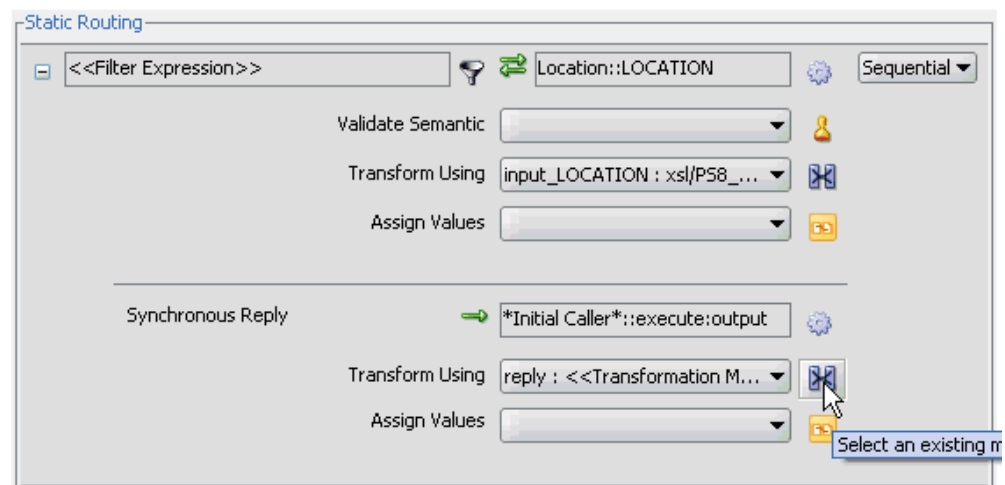 Static Routing
<<Filter Expression>> Location::LOCATION Sequential
Validate Semantic
Transform Using input_LOCATION : xsl/PS8_...
Assign Values
Synchronous Reply *Initial Caller*::execute:output
Transform Using reply : <<Transformation M...
Assign Values
Select an existing m